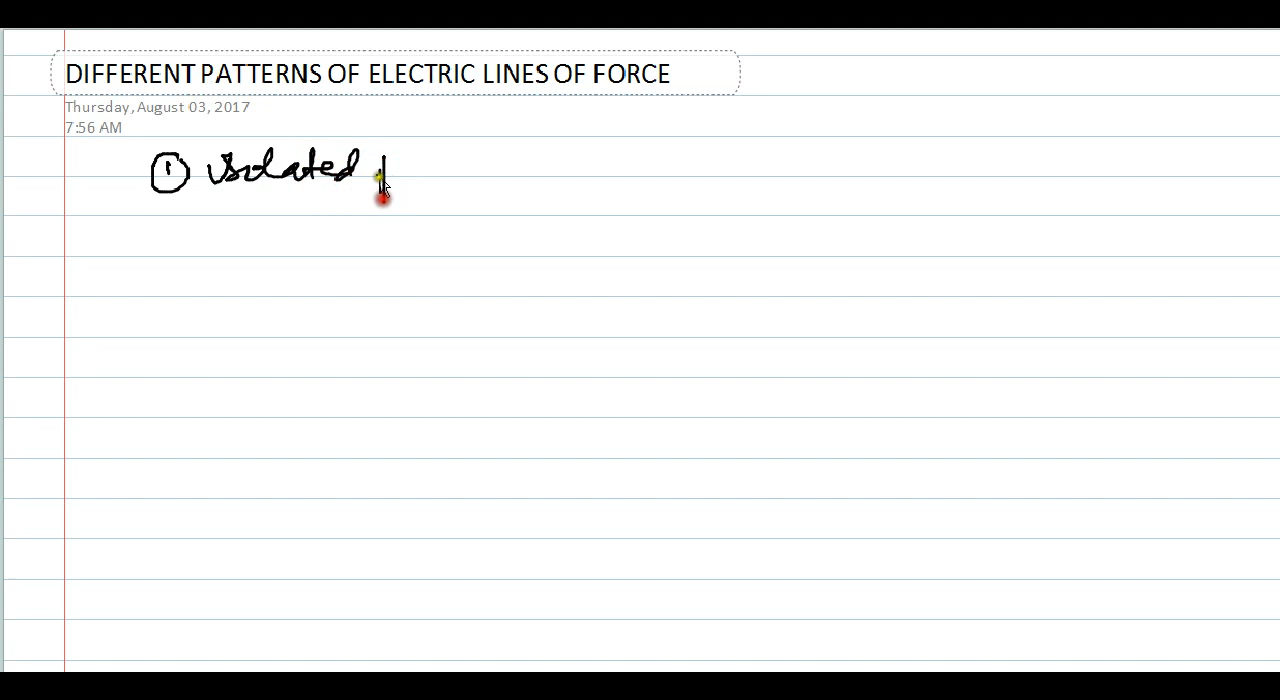 DIFFERENT PATTERNS OF ELECTRIC LINES OF FORCE
Thursday, August 03, 2017
7:56 AM
① isolated